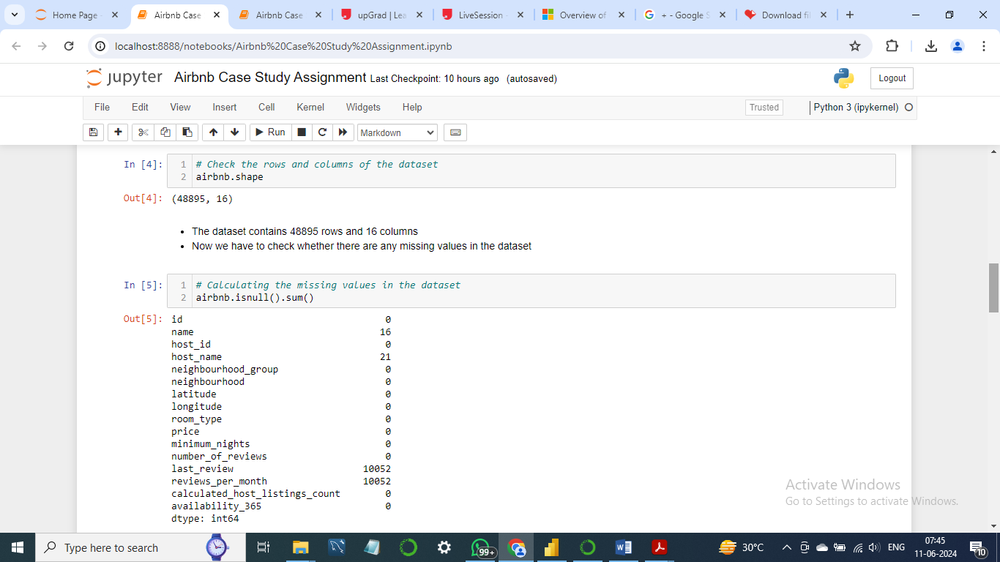 Home Page
Airbnb Case
Airbnb Case
upGrad | Lea
LiveSession
Overview of
+ - Google S
Download fil
localhost:8888/notebooks/Airbnb%20Case%20Study%20Assignment.ipynb
jupyter Airbnb Case Study Assignment Last Checkpoint: 10 hours ago (autosaved)
Logout
File Edit View Insert Cell Kernel Widgets Help
Trusted
Python 3 (ipykernel)
Run
Markdown
In [4]:
1 # Check the rows and columns of the dataset
2 airbnb.shape
Out[4]: (48895, 16)
• The dataset contains 48895 rows and 16 columns
• Now we have to check whether there are any missing values in the dataset
In [5]:
1 # Calculating the missing values in the dataset
2 airbnb.isnull().sum()
Out[5]: id 0
name 16
host_id 0
host_name 21
neighbourhood_group 0
neighbourhood 0
latitude 0
longitude 0
room_type 0
price 0
minimum_nights 0
number_of_reviews 0
last_review 10052
reviews_per_month 10052
calculated_host_listings_count 0
availability_365 0
dtype: int64
Activate Windows
Go to Settings to activate Windows.
Type here to search
99+
30°C
ENG
07:45
11-06-2024
10